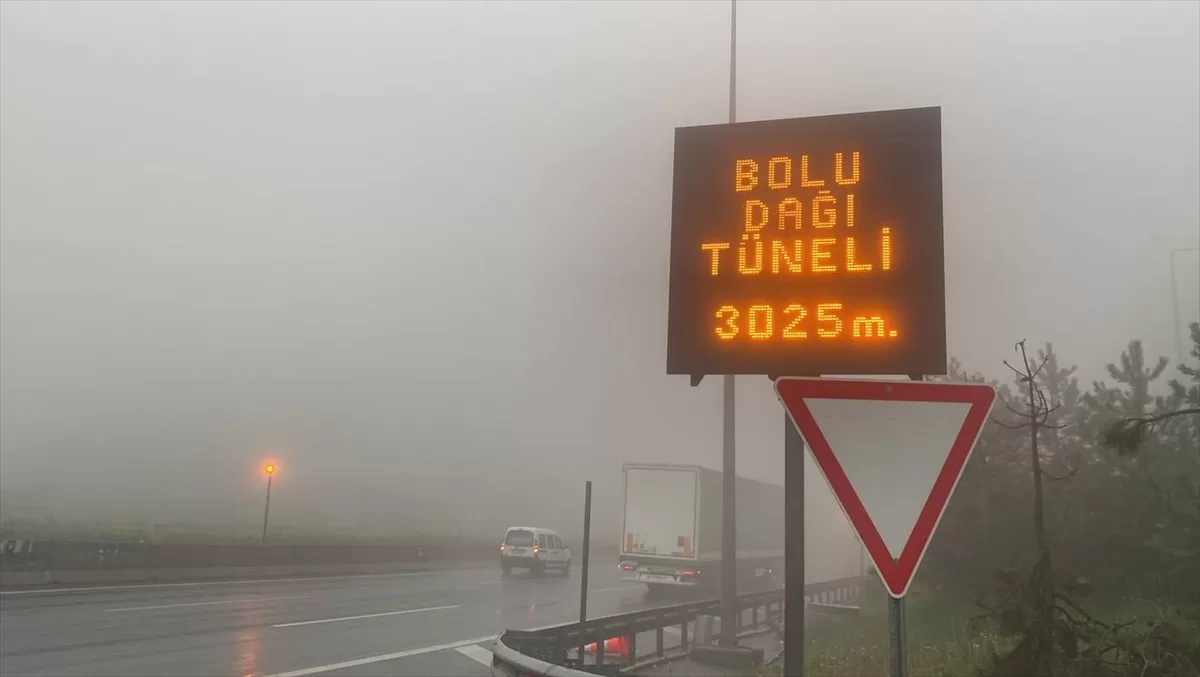 BOLU
DAĞI
TÜNELİ
3025m.